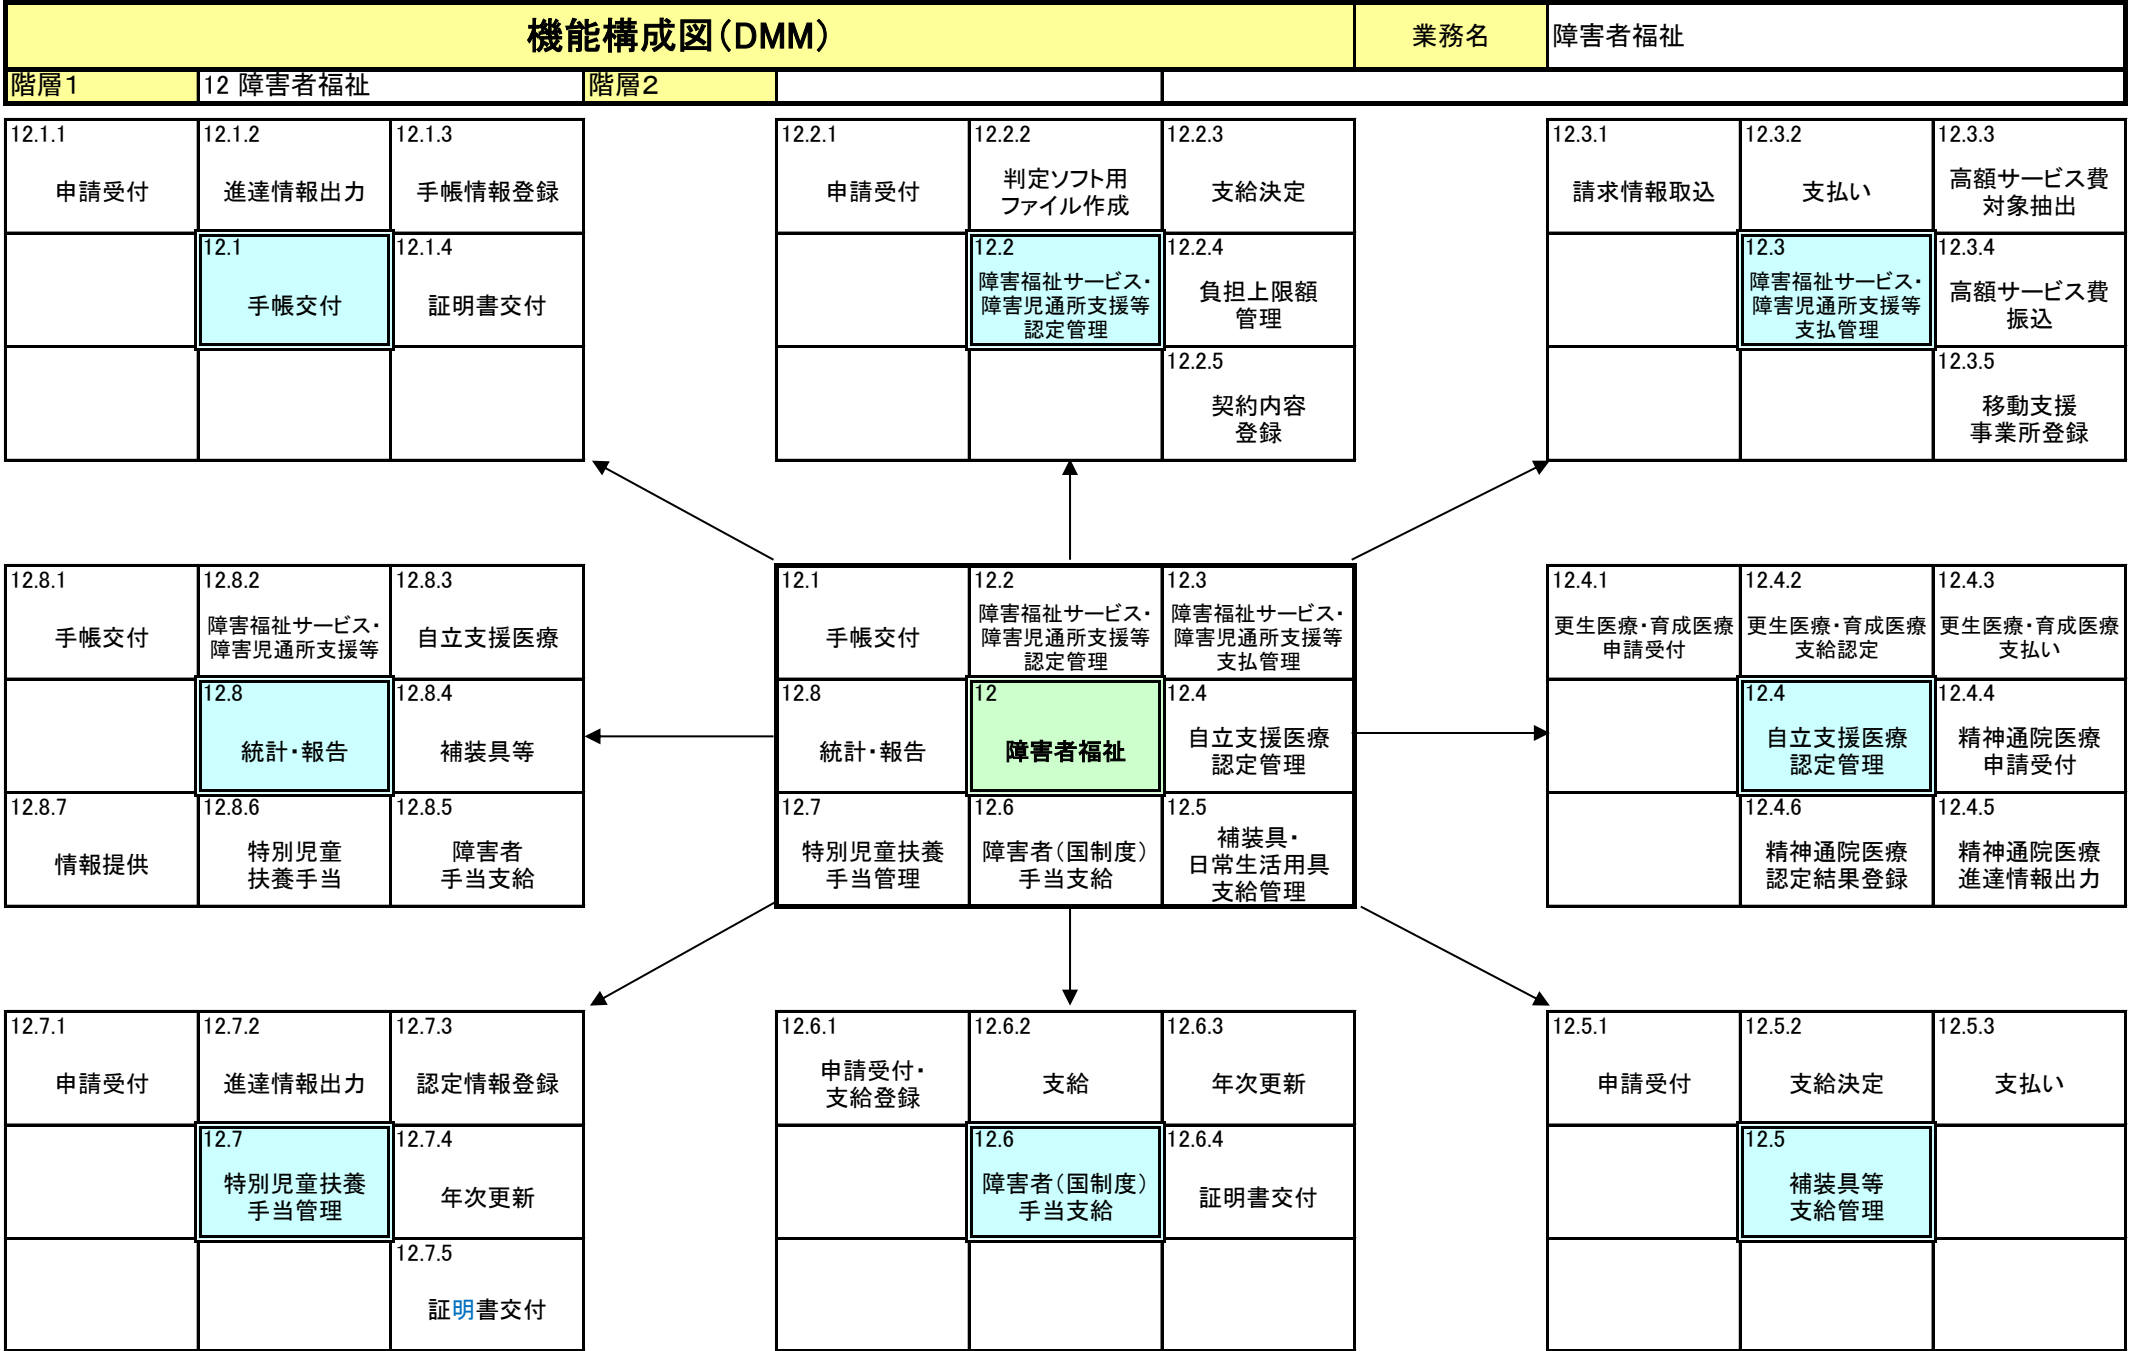 機能構成図(DMM)
業務名
障害者福祉
階層1
12 障害者福祉
階層2
12.1.1
申請受付
12.1.2
進達情報出力
12.1.3
手帳情報登録
12.1
手帳交付
12.1.4
証明書交付
12.2.1
申請受付
12.2.2
判定ソフト用
ファイル作成
12.2.3
支給決定
12.2
障害福祉サービス・
障害児通所支援等
認定管理
12.2.4
負担上限額
管理
12.2.5
契約内容
登録
12.3.1
請求情報取込
12.3.2
支払い
12.3.3
高額サービス費
対象抽出
12.3
障害福祉サービス・
障害児通所支援等
支払管理
12.3.4
高額サービス費
振込
12.3.5
移動支援
事業所登録
12.8.1
手帳交付
12.8.2
障害福祉サービス・
障害児通所支援等
12.8.3
自立支援医療
12.8
統計・報告
12.8.4
補装具等
12.8.7
情報提供
12.8.6
特別児童
扶養手当
12.8.5
障害者
手当支給
12.1
手帳交付
12.2
障害福祉サービス・
障害児通所支援等
認定管理
12.3
障害福祉サービス・
障害児通所支援等
支払管理
12.8
統計・報告
12
障害者福祉
12.4
自立支援医療
認定管理
12.7
特別児童扶養
手当管理
12.6
障害者(国制度)
手当支給
12.5
補装具・
日常生活用具
支給管理
12.4.1
更生医療・育成医療
申請受付
12.4.2
更生医療・育成医療
支給認定
12.4.3
更生医療・育成医療
支払い
12.4
自立支援医療
認定管理
12.4.4
精神通院医療
申請受付
12.4.6
精神通院医療
認定結果登録
12.4.5
精神通院医療
進達情報出力
12.7.1
申請受付
12.7.2
進達情報出力
12.7.3
認定情報登録
12.7
特別児童扶養
手当管理
12.7.4
年次更新
12.7.5
証明書交付
12.6.1
申請受付・
支給登録
12.6.2
支給
12.6.3
年次更新
12.6
障害者(国制度)
手当支給
12.6.4
証明書交付
12.5.1
申請受付
12.5.2
支給決定
12.5.3
支払い
12.5
補装具等
支給管理